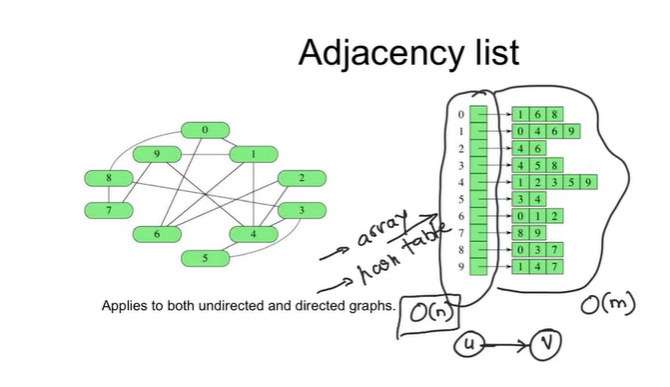 Adjacency list
0
9 1
8 2
7 3
6 4
5
0 1 6 8
1 0 4 6 9
2 4 6
3 4 5 8
4 1 2 3 5 9
5 3 4
6 0 1 2
7 8 9
8 0 3 7
9 1 4 7
→ array
→ hash table
Applies to both undirected and directed graphs.
O(n)
O(m)
u → v